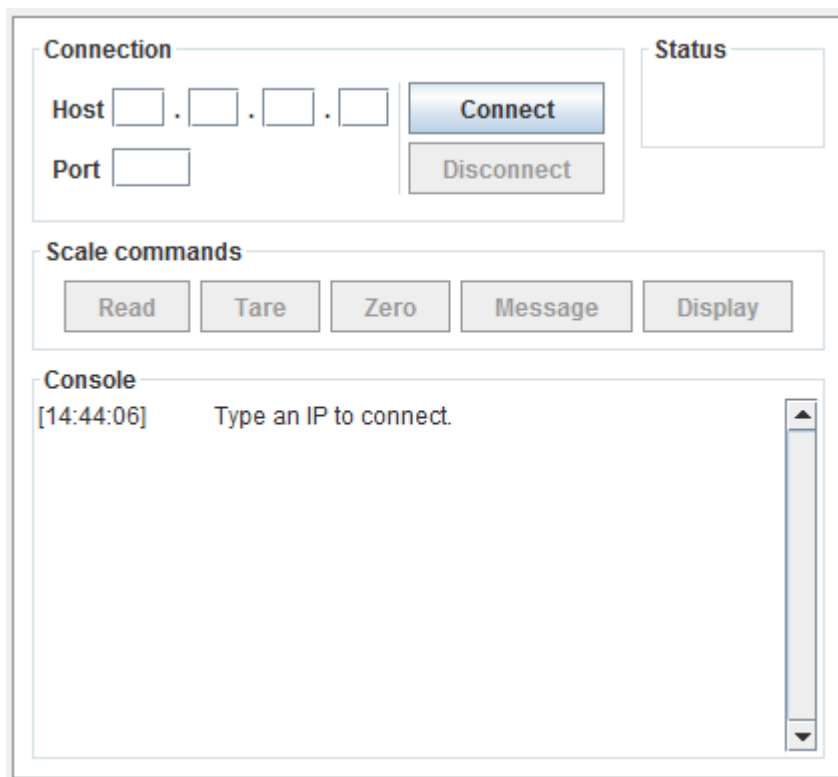 Connection
Status
Host . . . Connect
Port Disconnect
Scale commands
Read Tare Zero Message Display
Console
[14:44:06] Type an IP to connect.